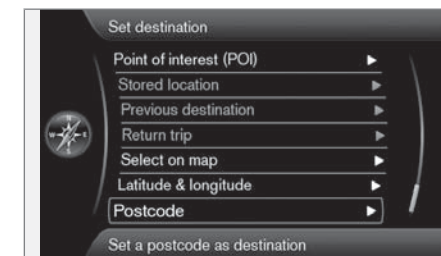 Set destination
Point of interest (POI)
Stored location
Previous destination
Return trip
Select on map
Latitude & longitude
Postcode
Set a postcode as destination
N
W
E
S